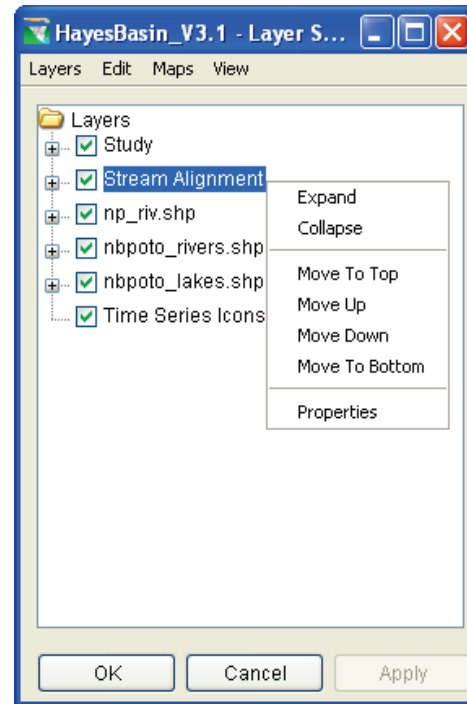 HayesBasin_V3.1 - Layer S...
Layers Edit Maps View
Layers
Study
Stream Alignment
np_riv.shp
nbpoto_rivers.shp
nbpoto_lakes.shp
Time Series Icons
Expand
Collapse
Move To Top
Move Up
Move Down
Move To Bottom
Properties
OK Cancel Apply